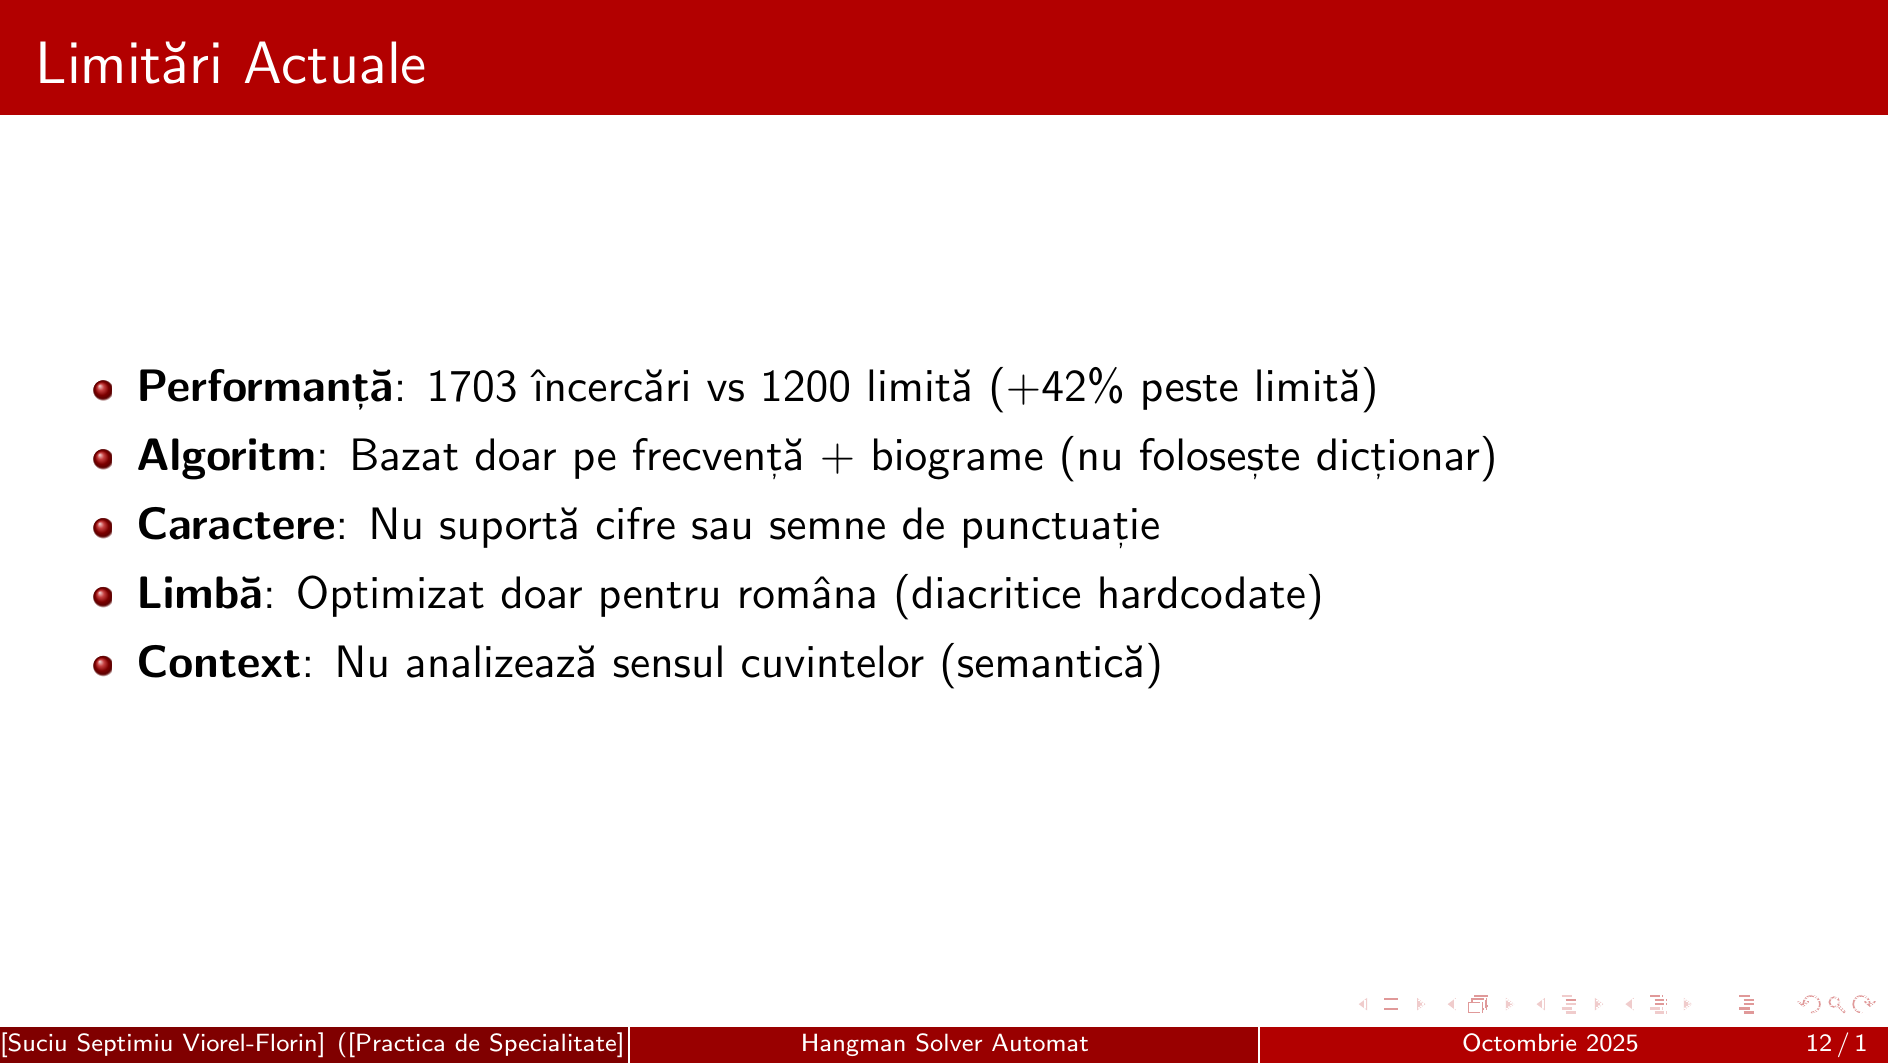 Limitări Actuale
Performanță: 1703 încercări vs 1200 limită (+42% peste limită)
Algoritm: Bazat doar pe frecvență + biograme (nu folosește dicționar)
Caractere: Nu suportă cifre sau semne de punctuație
Limbă: Optimizat doar pentru româna (diacritice hardcodate)
Context: Nu analizează sensul cuvintelor (semantică)
[Suciu Septimiu Viorel-Florin] ([Practica de Specialitate] Hangman Solver Automat Octombrie 2025 12 / 1